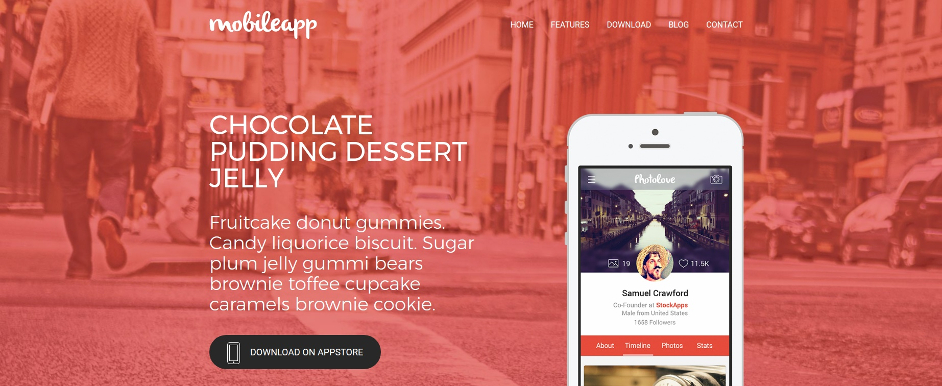 mobileapp
HOME FEATURES DOWNLOAD BLOG CONTACT
CHOCOLATE
PUDDING DESSERT
JELLY
Fruitcake donut gummies.
Candy liquorice biscuit. Sugar
plum jelly gummi bears
brownie toffee cupcake
caramels brownie cookie.
DOWNLOAD ON APPSTORE
Photolove
19 11.5K
Samuel Crawford
Co-Founder at StockApps
Male from United States
1658 Followers
About Timeline Photos Stats